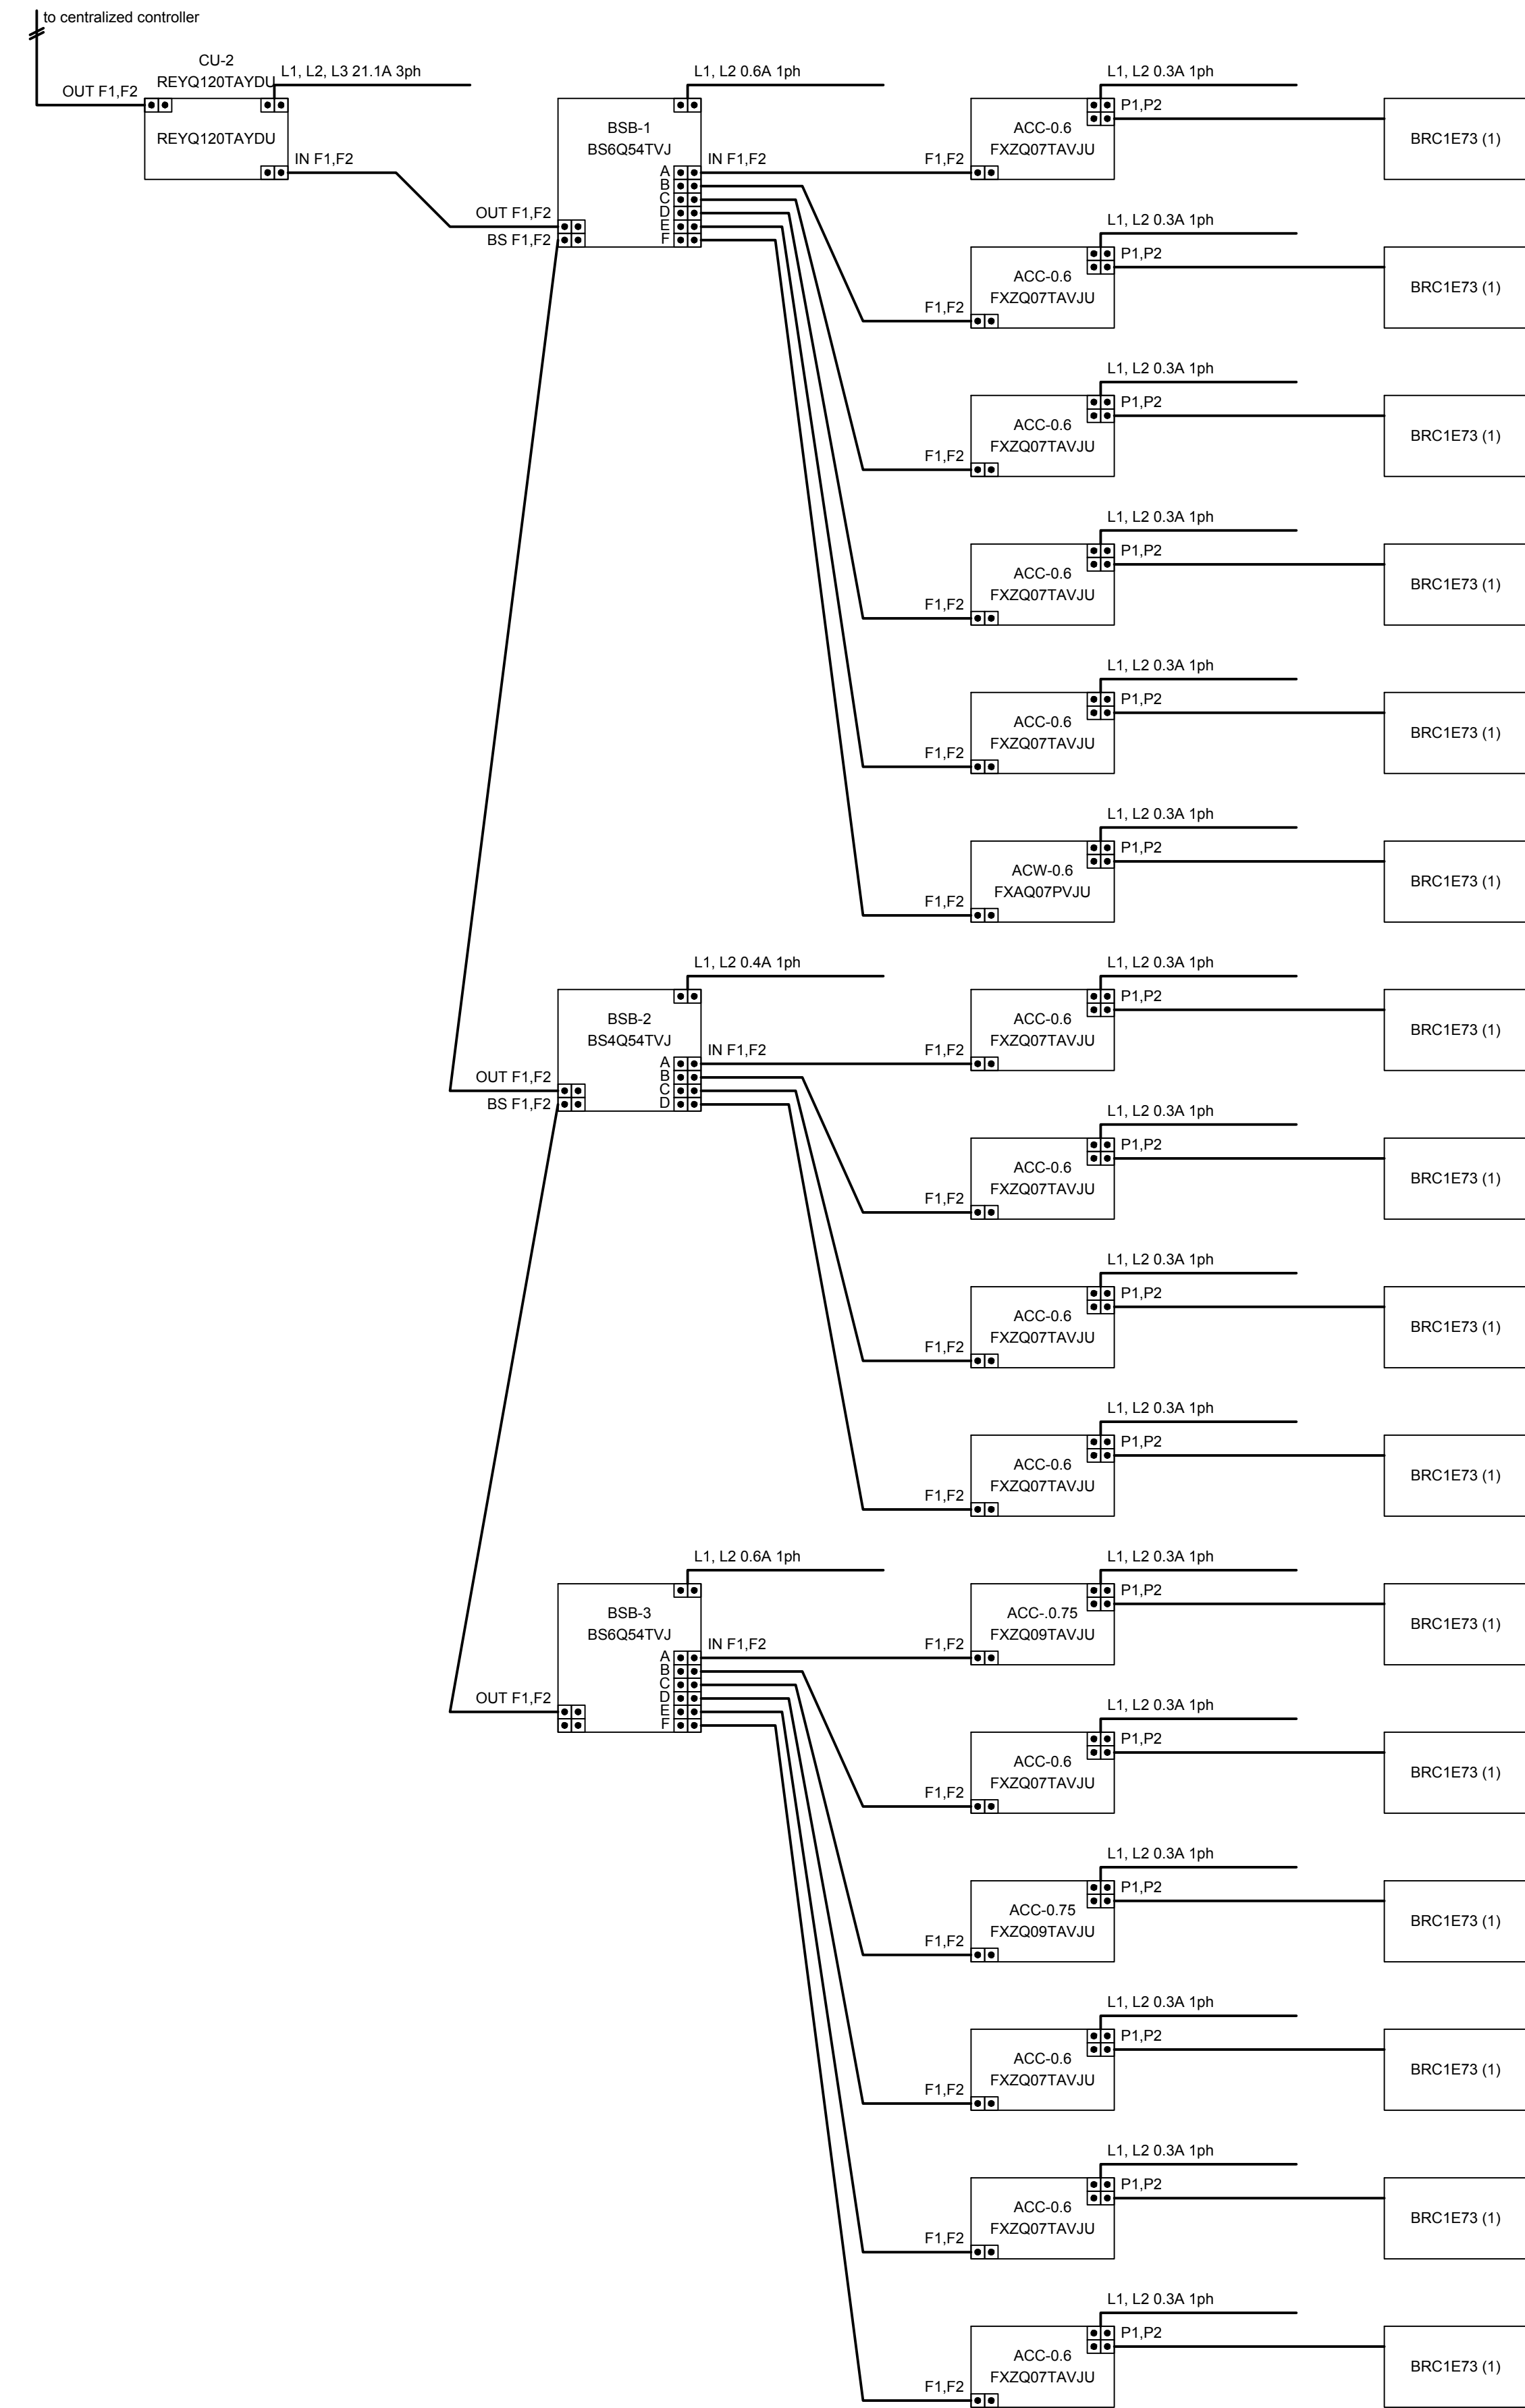 to centralized controller
CU-2
REYQ120TAYDU
L1, L2, L3 21.1A 3ph
OUT F1,F2
REYQ120TAYDU
IN F1,F2
L1, L2 0.6A 1ph
BSB-1
BS6Q54TVJ
A
B
C
D
E
F
IN F1,F2
OUT F1,F2
BS F1,F2
L1, L2 0.3A 1ph
P1,P2
ACC-0.6
FXZQ07TAVJU
F1,F2
BRC1E73 (1)
L1, L2 0.3A 1ph
P1,P2
ACC-0.6
FXZQ07TAVJU
F1,F2
BRC1E73 (1)
L1, L2 0.3A 1ph
P1,P2
ACC-0.6
FXZQ07TAVJU
F1,F2
BRC1E73 (1)
L1, L2 0.3A 1ph
P1,P2
ACC-0.6
FXZQ07TAVJU
F1,F2
BRC1E73 (1)
L1, L2 0.3A 1ph
P1,P2
ACC-0.6
FXZQ07TAVJU
F1,F2
BRC1E73 (1)
L1, L2 0.3A 1ph
P1,P2
ACW-0.6
FXAQ07PVJU
F1,F2
BRC1E73 (1)
L1, L2 0.4A 1ph
BSB-2
BS4Q54TVJ
A
B
C
D
IN F1,F2
OUT F1,F2
BS F1,F2
L1, L2 0.3A 1ph
P1,P2
ACC-0.6
FXZQ07TAVJU
F1,F2
BRC1E73 (1)
L1, L2 0.3A 1ph
P1,P2
ACC-0.6
FXZQ07TAVJU
F1,F2
BRC1E73 (1)
L1, L2 0.3A 1ph
P1,P2
ACC-0.6
FXZQ07TAVJU
F1,F2
BRC1E73 (1)
L1, L2 0.3A 1ph
P1,P2
ACC-0.6
FXZQ07TAVJU
F1,F2
BRC1E73 (1)
L1, L2 0.6A 1ph
BSB-3
BS6Q54TVJ
A
B
C
D
E
F
IN F1,F2
OUT F1,F2
L1, L2 0.3A 1ph
P1,P2
ACC-.0.75
FXZQ09TAVJU
F1,F2
BRC1E73 (1)
L1, L2 0.3A 1ph
P1,P2
ACC-0.6
FXZQ07TAVJU
F1,F2
BRC1E73 (1)
L1, L2 0.3A 1ph
P1,P2
ACC-0.75
FXZQ09TAVJU
F1,F2
BRC1E73 (1)
L1, L2 0.3A 1ph
P1,P2
ACC-0.6
FXZQ07TAVJU
F1,F2
BRC1E73 (1)
L1, L2 0.3A 1ph
P1,P2
ACC-0.6
FXZQ07TAVJU
F1,F2
BRC1E73 (1)
L1, L2 0.3A 1ph
P1,P2
ACC-0.6
FXZQ07TAVJU
F1,F2
BRC1E73 (1)